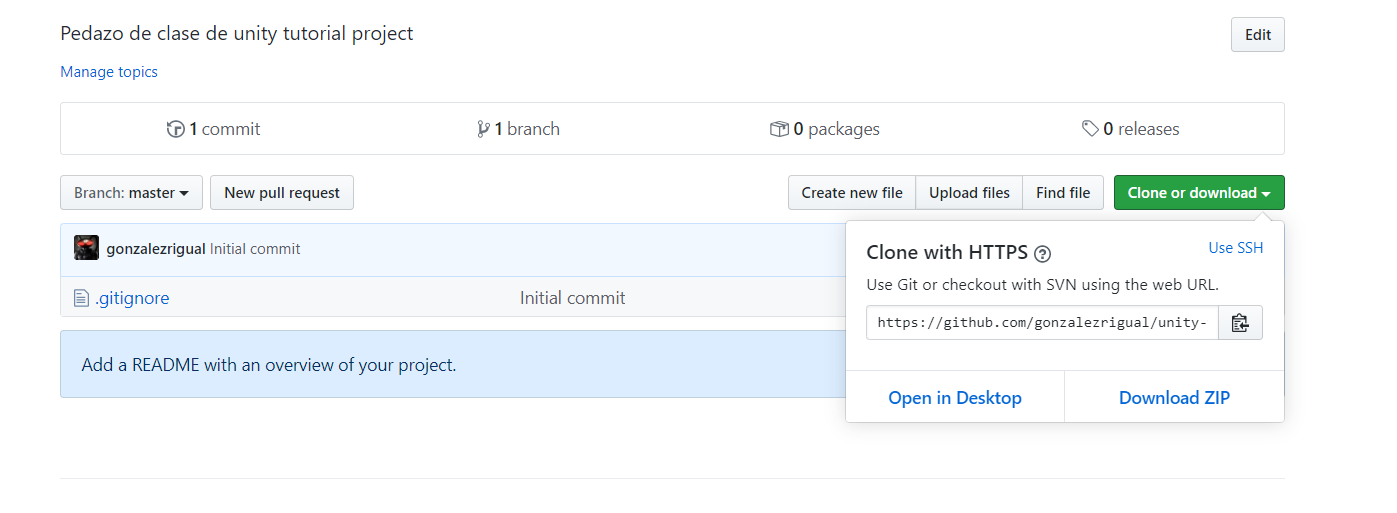 Pedazo de clase de unity tutorial project
Edit
Manage topics
1 commit
1 branch
0 packages
0 releases
Branch: master
New pull request
Create new file
Upload files
Find file
Clone or download
gonzalezrigual Initial commit
.gitignore
Initial commit
Add a README with an overview of your project.
Clone with HTTPS
Use SSH
Use Git or checkout with SVN using the web URL.
https://github.com/gonzalezrigual/unity-
Open in Desktop
Download ZIP